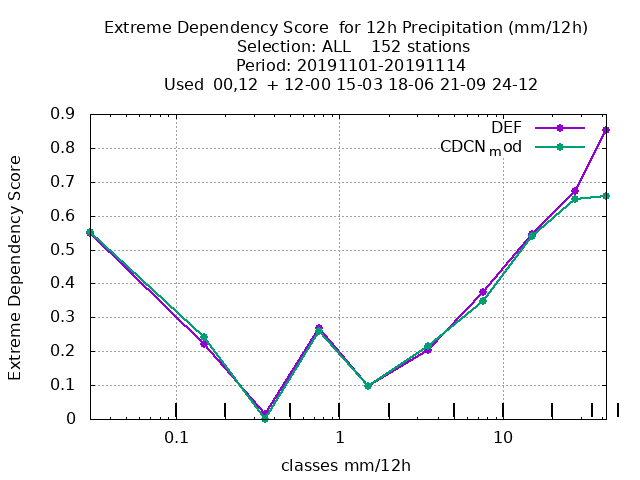 Extreme Dependency Score  for 12h Precipitation (mm/12h)
Selection: ALL    152 stations
Period: 20191101-20191114
Used  00,12  + 12-00 15-03 18-06 21-09 24-12
DEF
CDCN_mod
Extreme Dependency Score
0.9
0.8
0.7
0.6
0.5
0.4
0.3
0.2
0.1
0
0.1
1
10
classes mm/12h